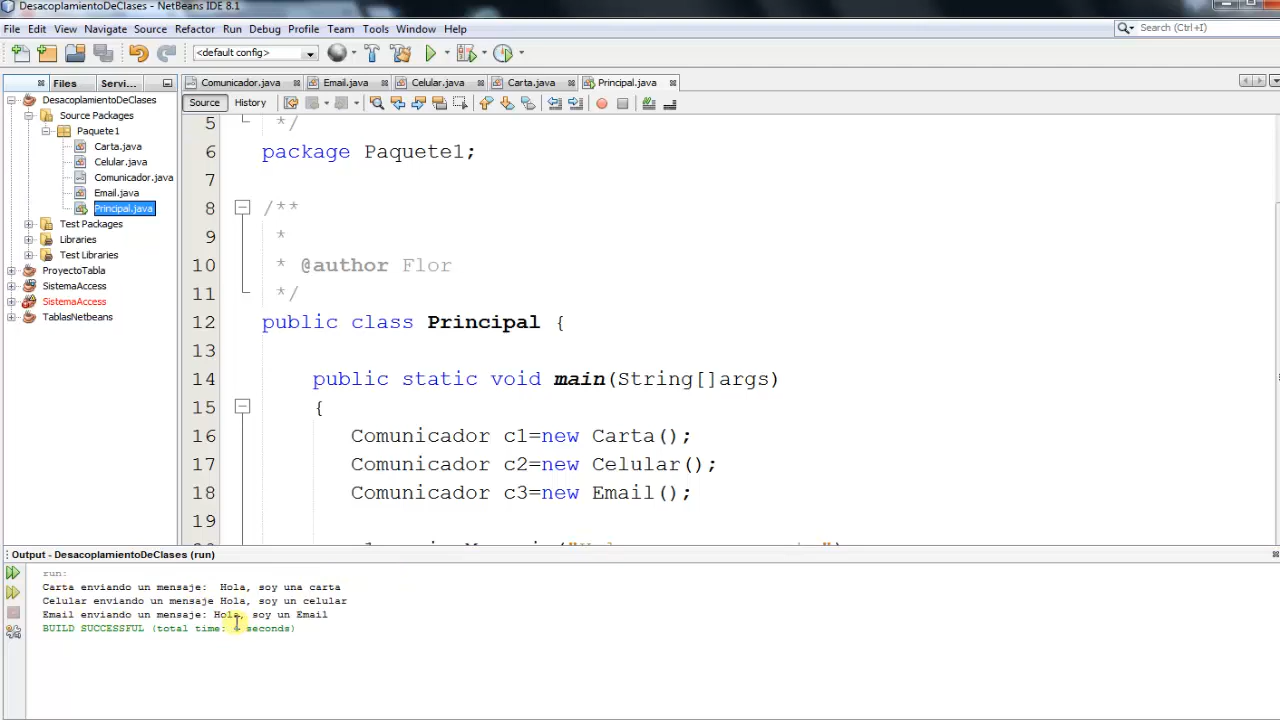 DesacoplamientoDeClases - NetBeans IDE 8.1
File Edit View Navigate Source Refactor Run Debug Profile Team Tools Window Help
Search (Ctrl+I)
<default config>
Files Servi...
Comunicador.java Email.java Celular.java Carta.java Principal.java
Source History
DesacoplamientoDeClases
Source Packages
Paquete1
Carta.java
Celular.java
Comunicador.java
Email.java
Principal.java
Test Packages
Libraries
Test Libraries
ProyectoTabla
SistemaAccess
SistemaAccess
TablasNetbeans
5 */
6 package Paquete1;
7
8 /**
9 *
10 * @author Flor
11 */
12 public class Principal {
13
14 public static void main(String[]args)
15 {
16 Comunicador c1=new Carta();
17 Comunicador c2=new Celular();
18 Comunicador c3=new Email();
19
Output - DesacoplamientoDeClases (run)
run:
Carta enviando un mensaje: Hola, soy una carta
Celular enviando un mensaje Hola, soy un celular
Email enviando un mensaje: Hola, soy un Email
BUILD SUCCESSFUL (total time: seconds)